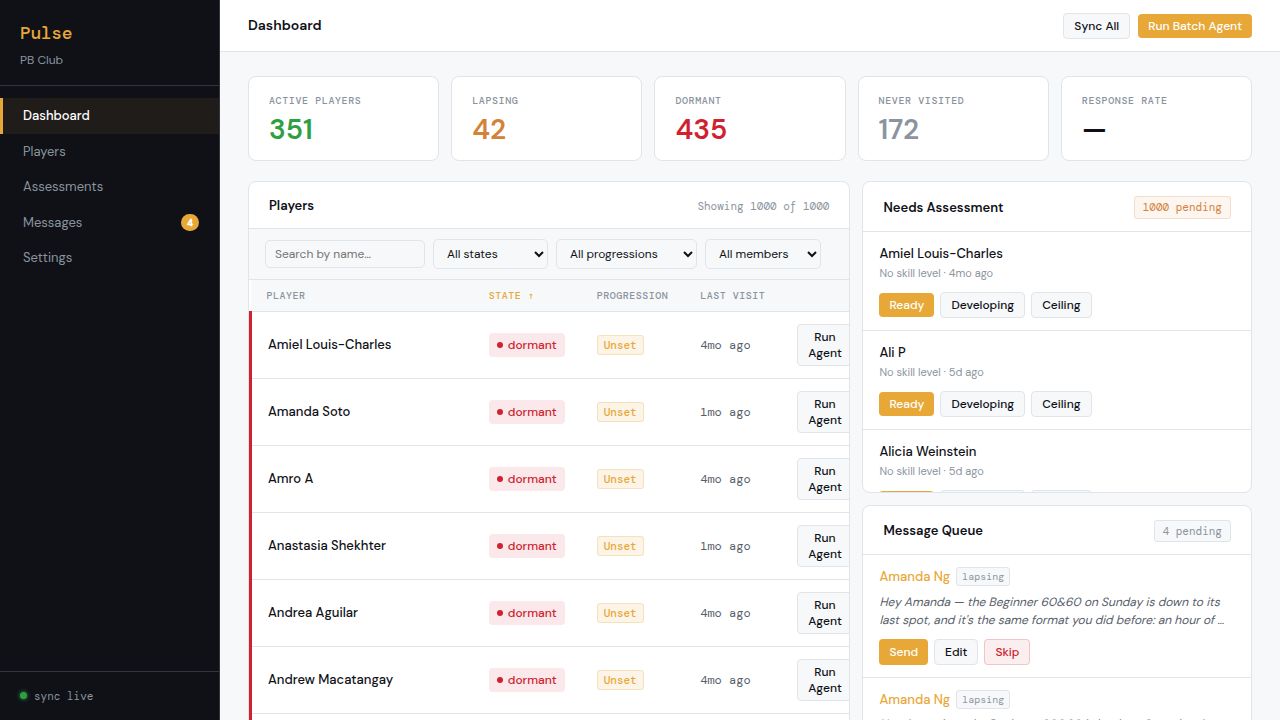 Pulse
PB Club
Dashboard
Players
Assessments
Messages
4
Settings
sync live
Dashboard
Sync All
Run Batch Agent
ACTIVE PLAYERS
351
LAPSING
42
DORMANT
435
NEVER VISITED
172
RESPONSE RATE
—
Players
Showing 1000 of 1000
Search by name…
All states
All progressions
All members
PLAYER STATE ↑ PROGRESSION LAST VISIT
Amiel Louis-Charles dormant Unset 4mo ago Run Agent
Amanda Soto dormant Unset 1mo ago Run Agent
Amro A dormant Unset 4mo ago Run Agent
Anastasia Shekhter dormant Unset 1mo ago Run Agent
Andrea Aguilar dormant Unset 4mo ago Run Agent
Andrew Macatangay dormant Unset 4mo ago Run Agent
Needs Assessment
1000 pending
Amiel Louis-Charles
No skill level · 4mo ago
Ready Developing Ceiling
Ali P
No skill level · 5d ago
Ready Developing Ceiling
Alicia Weinstein
No skill level · 5d ago
Message Queue
4 pending
Amanda Ng lapsing
Hey Amanda — the Beginner 60&60 on Sunday is down to its
last spot, and it's the same format you did before: an hour of …
Send Edit Skip
Amanda Ng lapsing